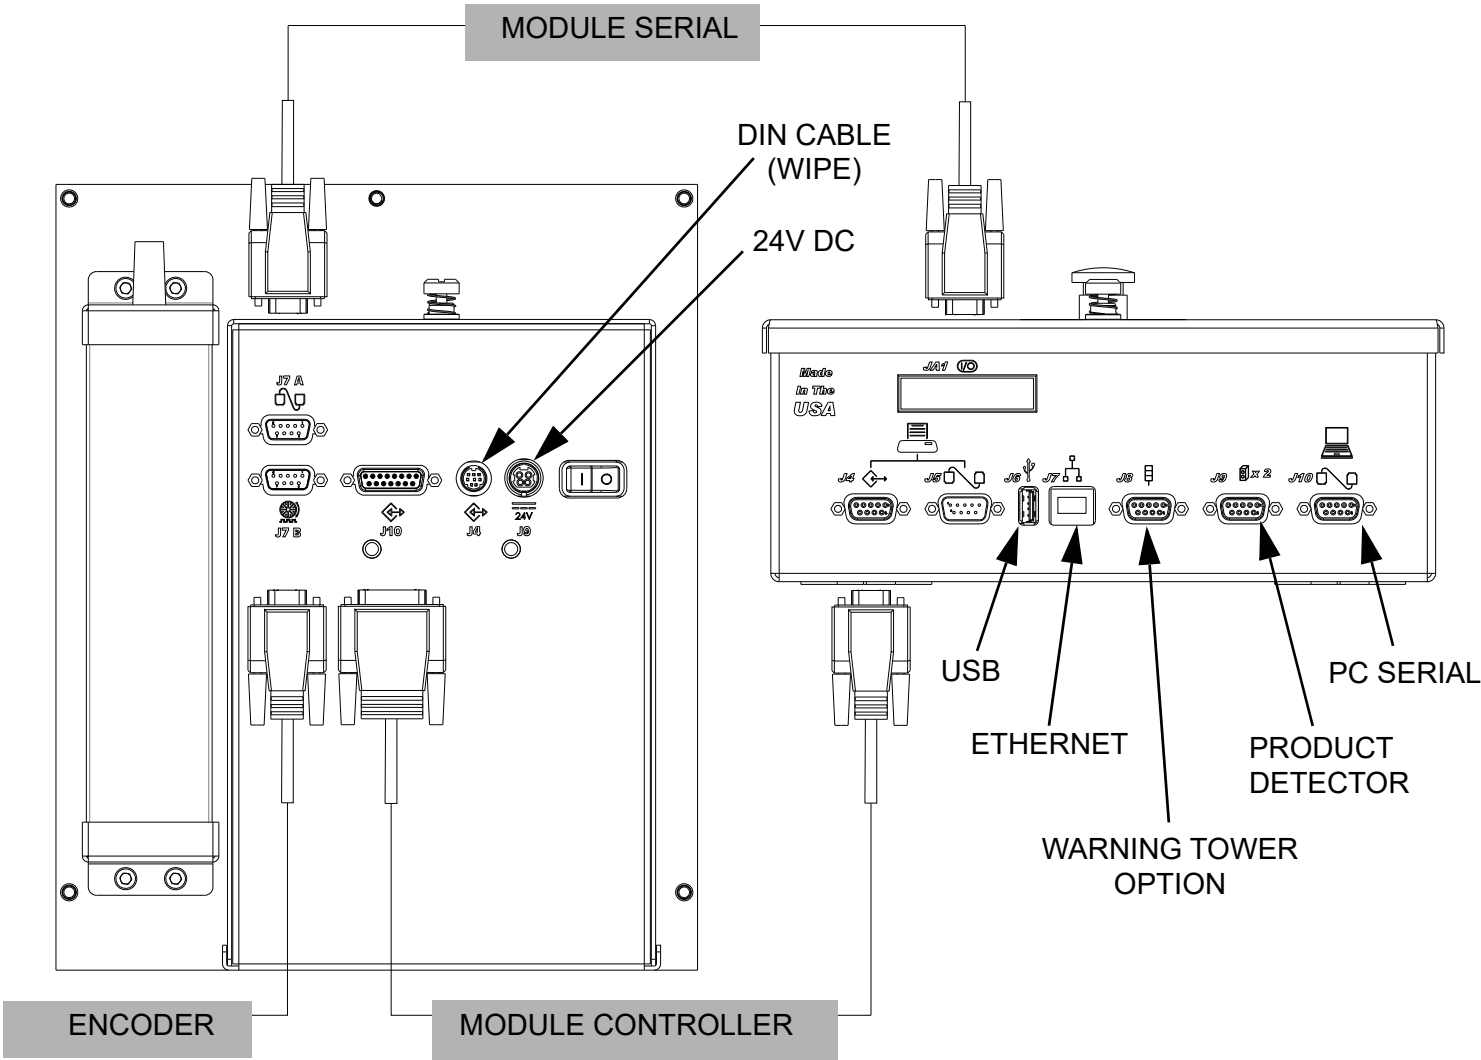 MODULE SERIAL
DIN CABLE
(WIPE)
24V DC
J7 A
J7 B
J10
J4
24V
J9
Made
In The
USA
JA1 I/O
J4
J5
J6
J7
J8
J9
x 2
J10
USB
ETHERNET
WARNING TOWER
OPTION
PRODUCT
DETECTOR
PC SERIAL
ENCODER
MODULE CONTROLLER